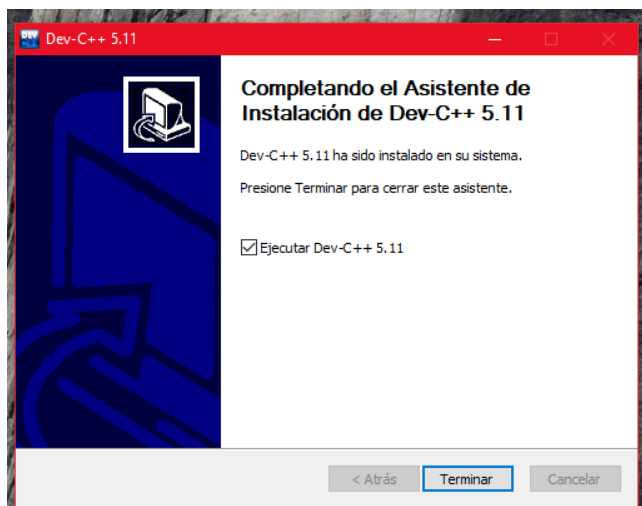 Dev-C++ 5.11
Completando el Asistente de
Instalación de Dev-C++ 5.11
Dev-C++ 5.11 ha sido instalado en su sistema.
Presione Terminar para cerrar este asistente.
Ejecutar Dev-C++ 5.11
< Atrás Terminar Cancelar